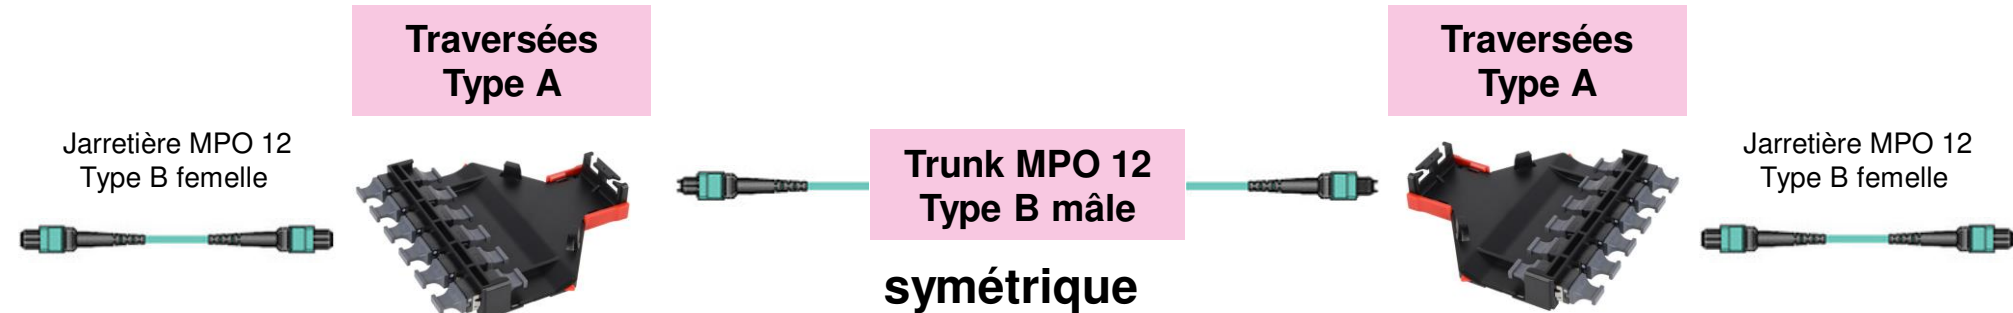 Traversées
Type A
Traversées
Type A
Jarretière MPO 12
Type B femelle
Trunk MPO 12
Type B mâle
Jarretière MPO 12
Type B femelle
symétrique